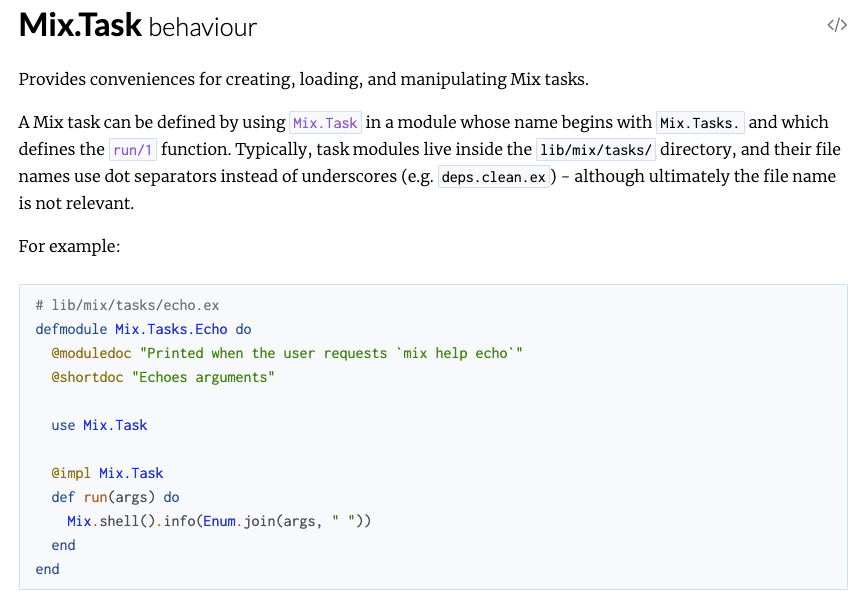 Mix.Task behaviour
</>
Provides conveniences for creating, loading, and manipulating Mix tasks.
A Mix task can be defined by using Mix.Task in a module whose name begins with Mix.Tasks. and which
defines the run/1 function. Typically, task modules live inside the lib/mix/tasks/ directory, and their file
names use dot separators instead of underscores (e.g. deps.clean.ex) - although ultimately the file name
is not relevant.
For example:
# lib/mix/tasks/echo.ex
defmodule Mix.Tasks.Echo do
  @moduledoc "Printed when the user requests `mix help echo`"
  @shortdoc "Echoes arguments"
  use Mix.Task
  @impl Mix.Task
  def run(args) do
    Mix.shell().info(Enum.join(args, " "))
  end
end